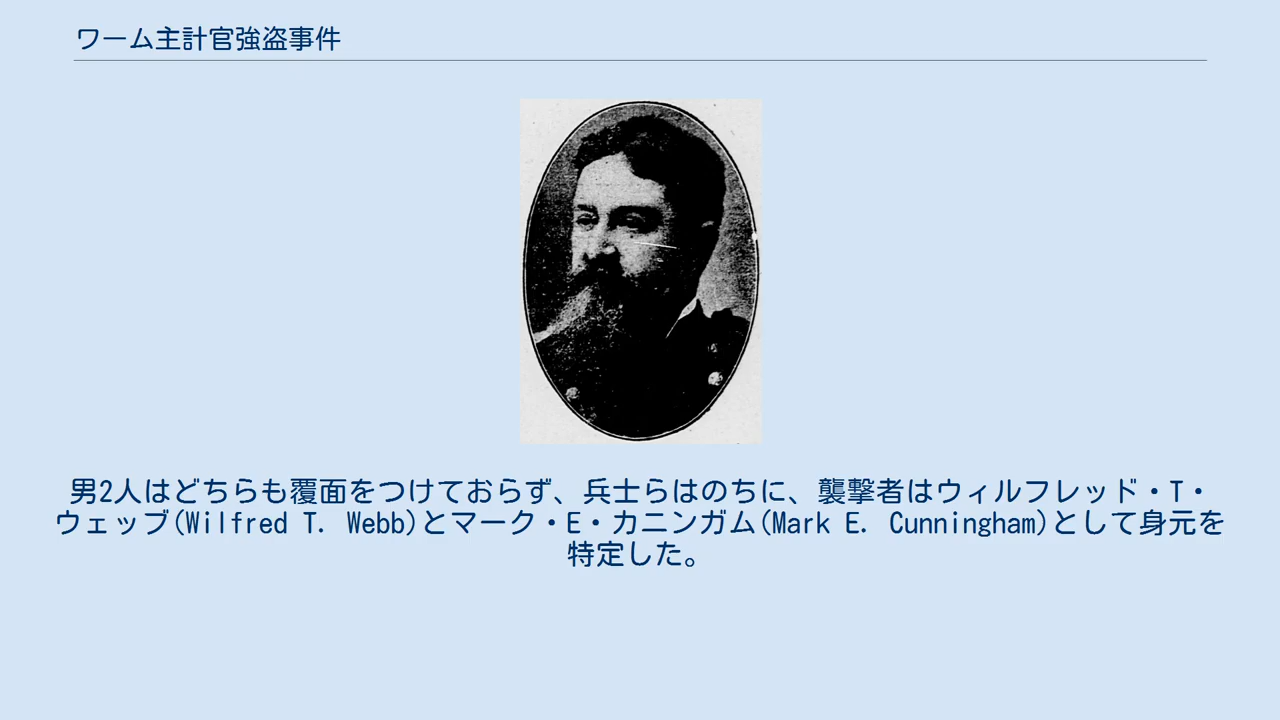 ワーム主計官強盗事件
男2人はどちらも覆面をつけておらず、兵士らはのちに、襲撃者はウィルフレッド・T・
ウェッブ(Wilfred T. Webb)とマーク・E・カニンガム(Mark E. Cunningham)として身元を
特定した。